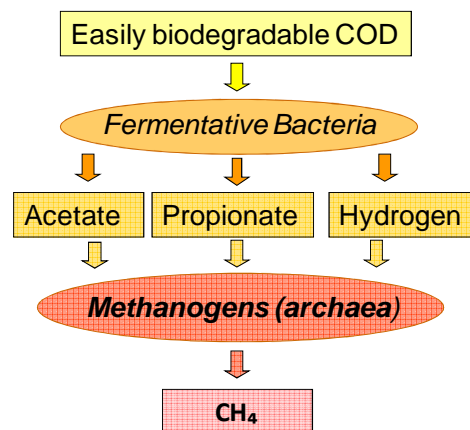 Easily biodegradable COD
Fermentative Bacteria
Acetate Propionate Hydrogen
Methanogens (archaea)
CH₄